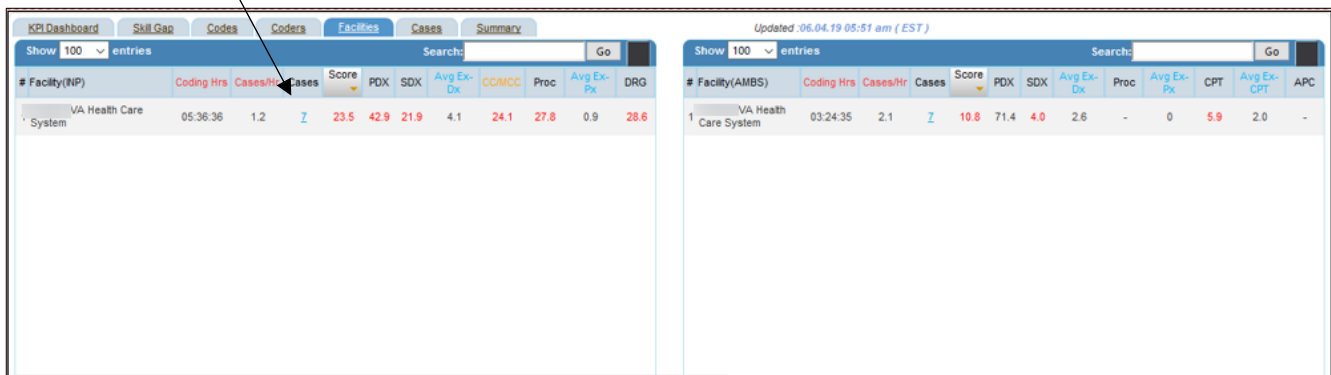 KPI Dashboard Skill Gap Codes Coders Facilities Cases Summary Updated :06.04.19 05:51 am ( EST )
Show 100 entries Search: Go
# Facility(INP) Coding Hrs Cases/Hr Cases Score PDX SDX Avg Ex-Dx CC/MCC Proc Avg Ex-Px DRG
VA Health Care System 05:36:36 1.2 7 23.5 42.9 21.9 4.1 24.1 27.8 0.9 28.6
Show 100 entries Search: Go
# Facility(AMBS) Coding Hrs Cases/Hr Cases Score PDX SDX Avg Ex-Dx Proc Avg Ex-Px CPT Avg Ex-CPT APC
1 VA Health Care System 03:24:35 2.1 7 10.8 71.4 4.0 2.6 - 0 5.9 2.0 -